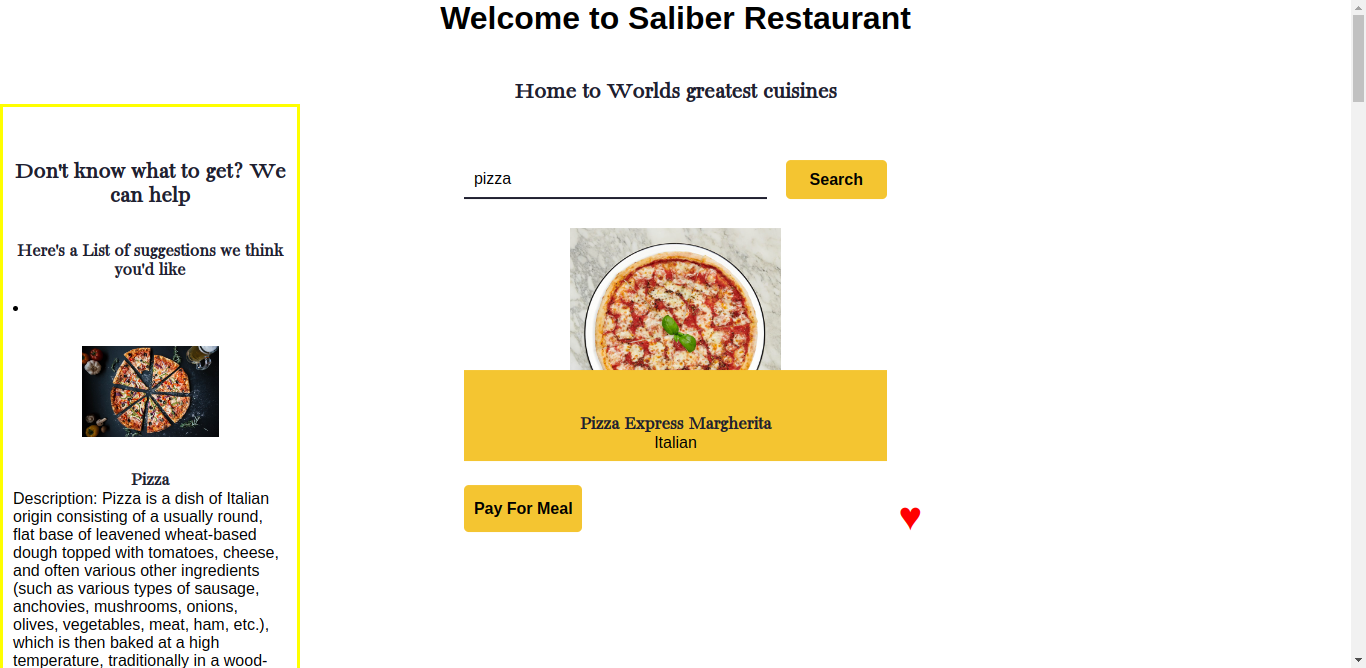 Welcome to Saliber Restaurant
Home to Worlds greatest cuisines
Don't know what to get? We
can help
Here's a List of suggestions we think
you'd like
Pizza
Description: Pizza is a dish of Italian
origin consisting of a usually round,
flat base of leavened wheat-based
dough topped with tomatoes, cheese,
and often various other ingredients
(such as various types of sausage,
anchovies, mushrooms, onions,
olives, vegetables, meat, ham, etc.),
which is then baked at a high
temperature, traditionally in a wood-
pizza
Search
Pizza Express Margherita
Italian
Pay For Meal